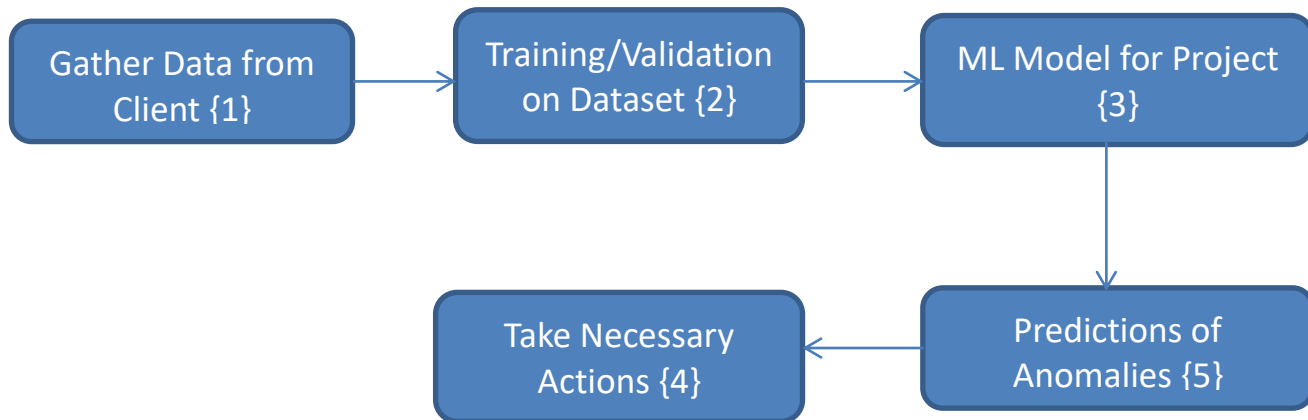 Gather Data from
Client {1}
Training/Validation
on Dataset {2}
ML Model for Project
{3}
Take Necessary
Actions {4}
Predictions of
Anomalies {5}